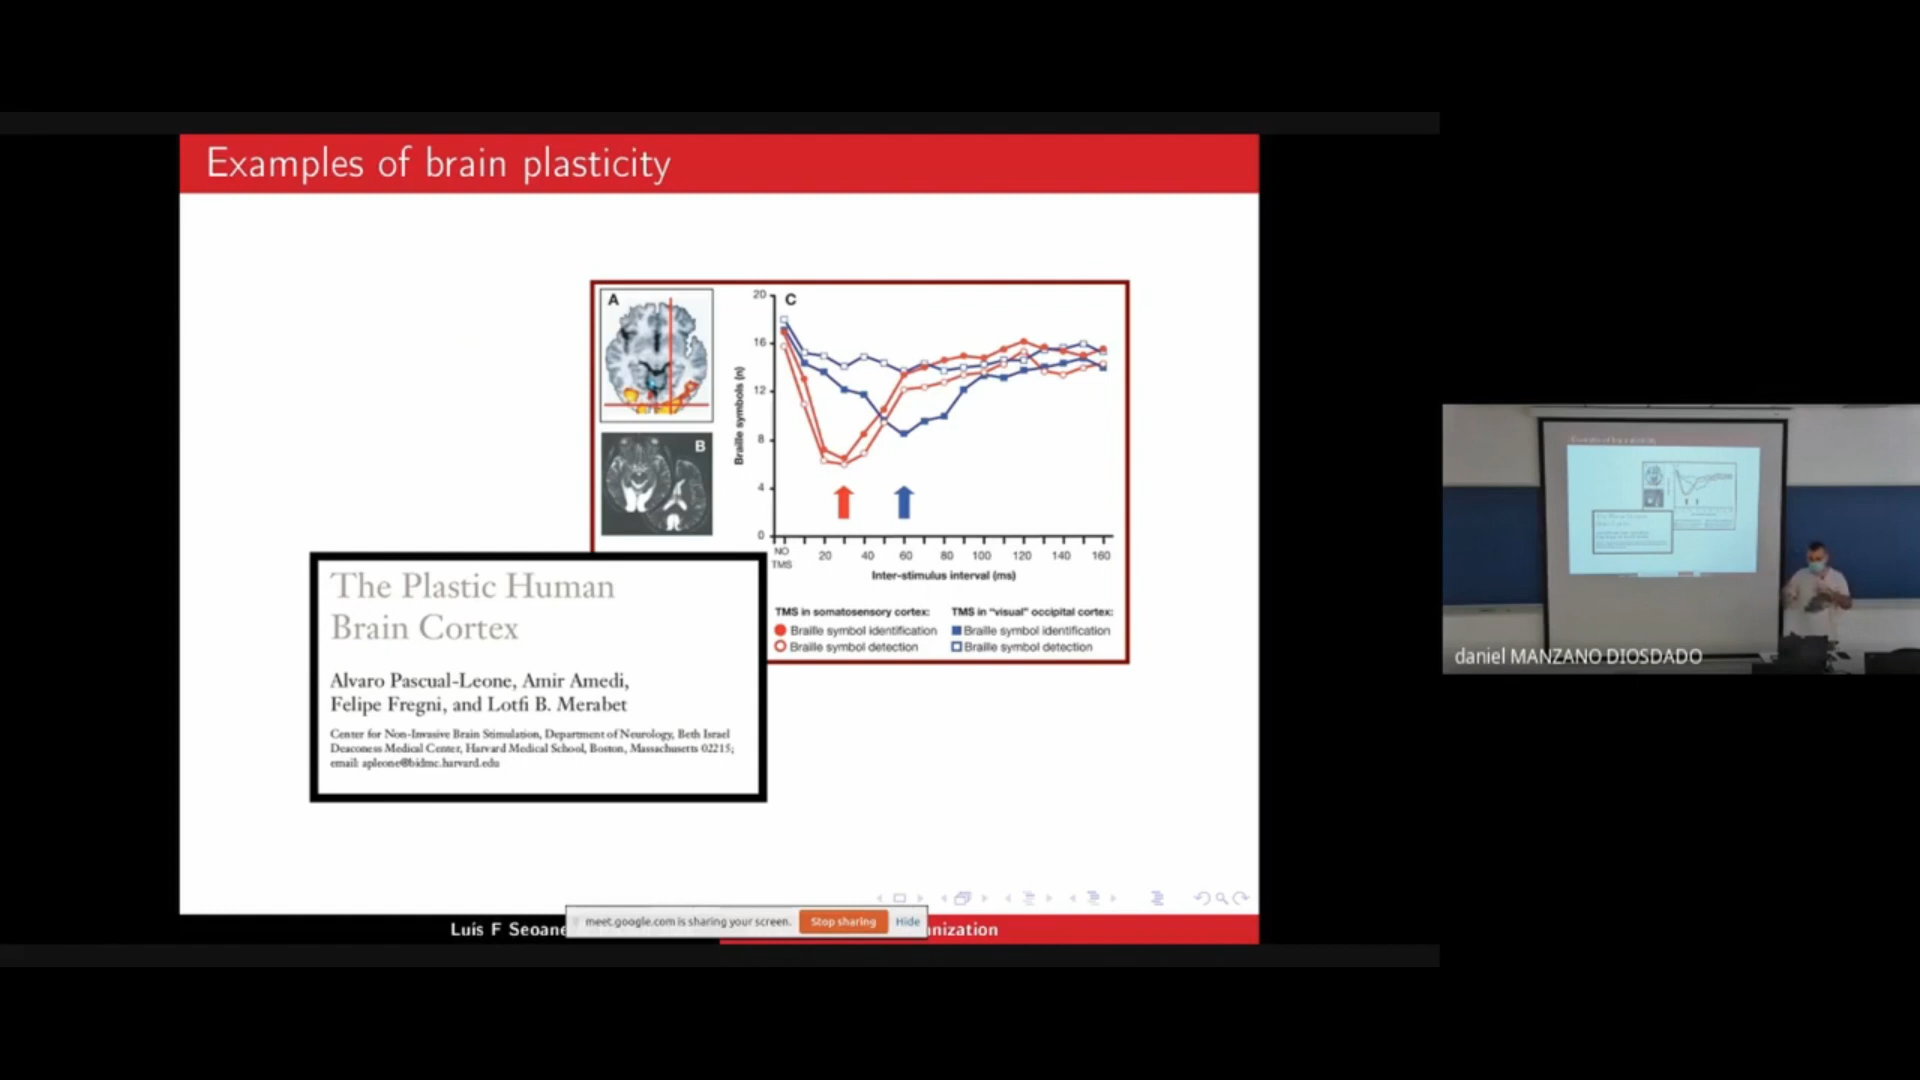 Examples of brain plasticity
A
B
C
20
16
12
8
4
0
Braille symbols (n)
NO
TMS
20
40
60
80
100
120
140
160
Inter-stimulus interval (ms)
TMS in somatosensory cortex:
Braille symbol identification
Braille symbol detection
TMS in "visual" occipital cortex:
Braille symbol identification
Braille symbol detection
The Plastic Human
Brain Cortex
Alvaro Pascual-Leone, Amir Amedi,
Felipe Fregni, and Lotfi B. Merabet
Center for Non-Invasive Brain Stimulation, Department of Neurology, Beth Israel
Deaconess Medical Center, Harvard Medical School, Boston, Massachusetts 02215;
email: apleone@bidmc.harvard.edu
Luís F Seoane
meet.google.com is sharing your screen.
Stop sharing
Hide
nization
daniel MANZANO DIOSDADO